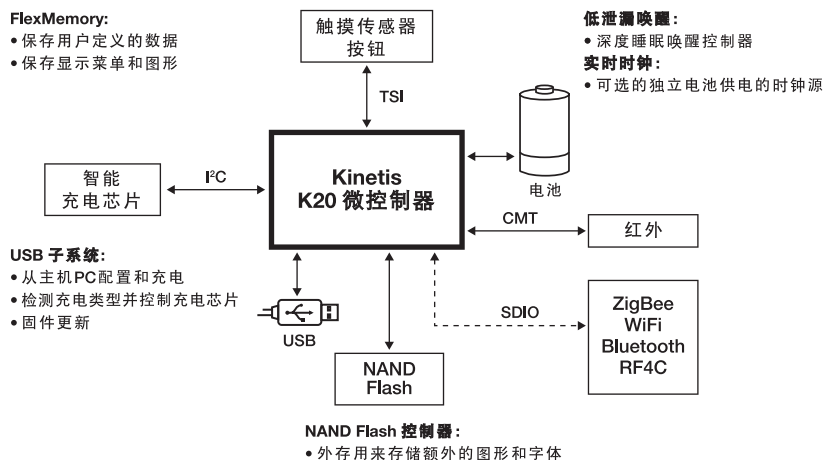 FlexMemory:
• 保存用户定义的数据
• 保存显示菜单和图形
触摸传感器
按钮
低泄漏唤醒:
• 深度睡眠唤醒控制器
实时时钟:
• 可选的独立电池供电的时钟源
TSI
智能
充电芯片
I²C
Kinetis
K20 微控制器
电池
CMT
红外
USB 子系统:
• 从主机PC配置和充电
• 检测充电类型并控制充电芯片
• 固件更新
USB
SDIO
ZigBee
WiFi
Bluetooth
RF4C
NAND
Flash
NAND Flash 控制器:
• 外存用来存储额外的图形和字体